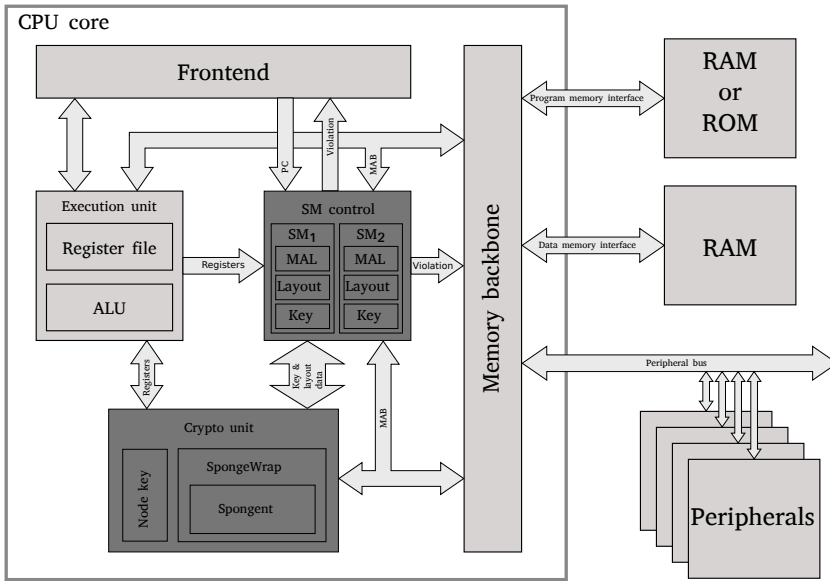 CPU core
Frontend
RAM
or
ROM
Program memory interface
PC
Violation
MAB
Execution unit
Register file
ALU
Registers
SM control
SM1
MAL
Layout
Key
SM2
MAL
Layout
Key
Violation
Memory backbone
Data memory interface
RAM
Registers
Key &
layout
data
MAB
Peripheral bus
Crypto unit
Node key
SpongeWrap
Spongent
Peripherals